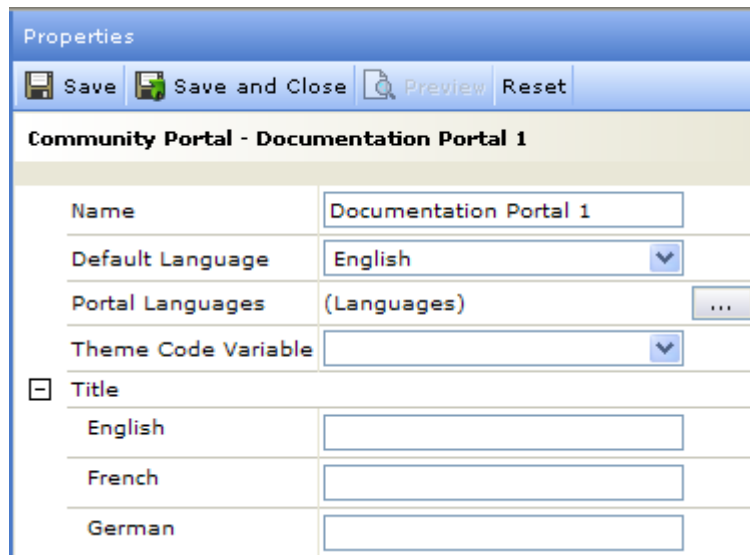 Properties
Save Save and Close Preview Reset
Community Portal - Documentation Portal 1
Name Documentation Portal 1
Default Language English
Portal Languages (Languages) ...
Theme Code Variable
Title
English
French
German